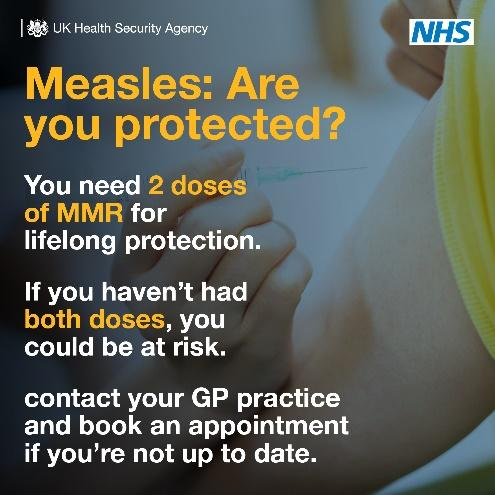 UK Health Security Agency
NHS
Measles: Are
you protected?
You need 2 doses
of MMR for
lifelong protection.
If you haven't had
both doses, you
could be at risk.
contact your GP practice
and book an appointment
if you're not up to date.